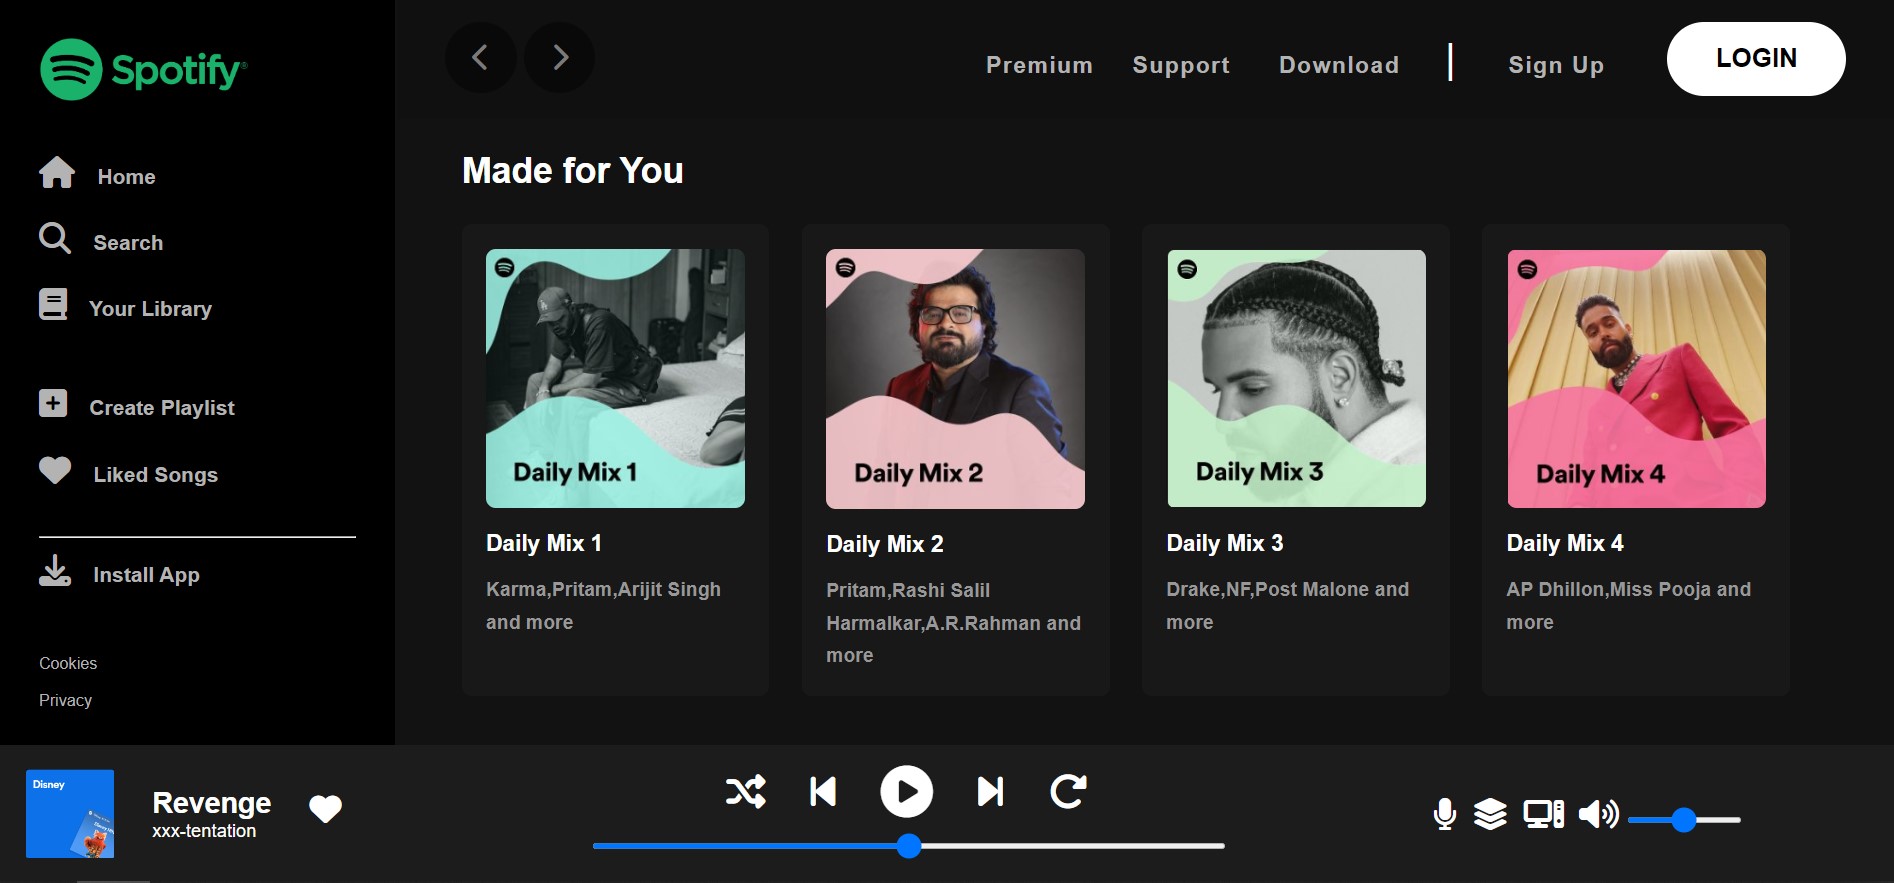 Spotify
Home
Search
Your Library
Create Playlist
Liked Songs
Install App
Cookies
Privacy
Premium
Support
Download
Sign Up
LOGIN
Made for You
Daily Mix 1
Daily Mix 1
Karma,Pritam,Arijit Singh
and more
Daily Mix 2
Daily Mix 2
Pritam,Rashi Salil
Harmalkar,A.R.Rahman and
more
Daily Mix 3
Daily Mix 3
Drake,NF,Post Malone and
more
Daily Mix 4
Daily Mix 4
AP Dhillon,Miss Pooja and
more
Disney
Revenge
xxx-tentation